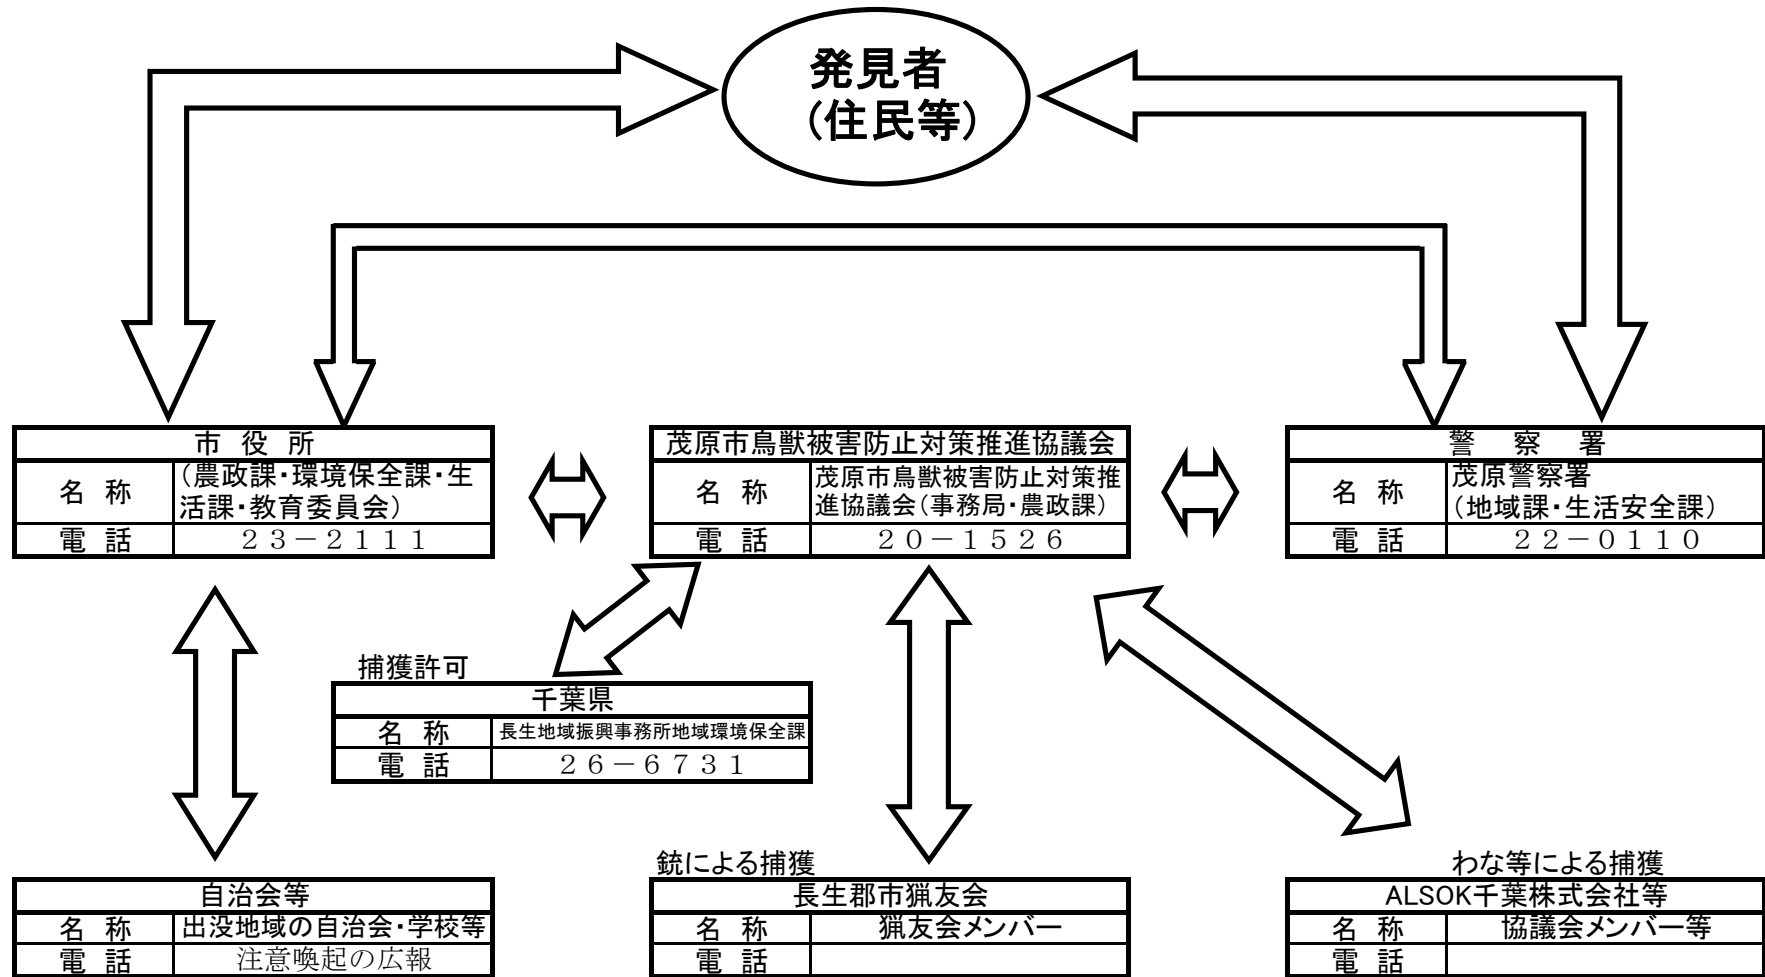 発見者
(住民等)
市 役 所
名 称
(農政課・環境保全課・生
活課・教育委員会)
電 話
２３－２１１１
茂原市鳥獣被害防止対策推進協議会
名 称
茂原市鳥獣被害防止対策推
進協議会(事務局・農政課)
電 話
２０－１５２６
警 察 署
名 称
茂原警察署
(地域課・生活安全課)
電 話
２２－０１１０
捕獲許可
千葉県
名 称
長生地域振興事務所地域環境保全課
電 話
２６－６７３１
自治会等
名 称
出没地域の自治会・学校等
電 話
注意喚起の広報
銃による捕獲
長生郡市猟友会
名 称
猟友会メンバー
電 話
わな等による捕獲
ALSOK千葉株式会社等
名 称
協議会メンバー等
電 話